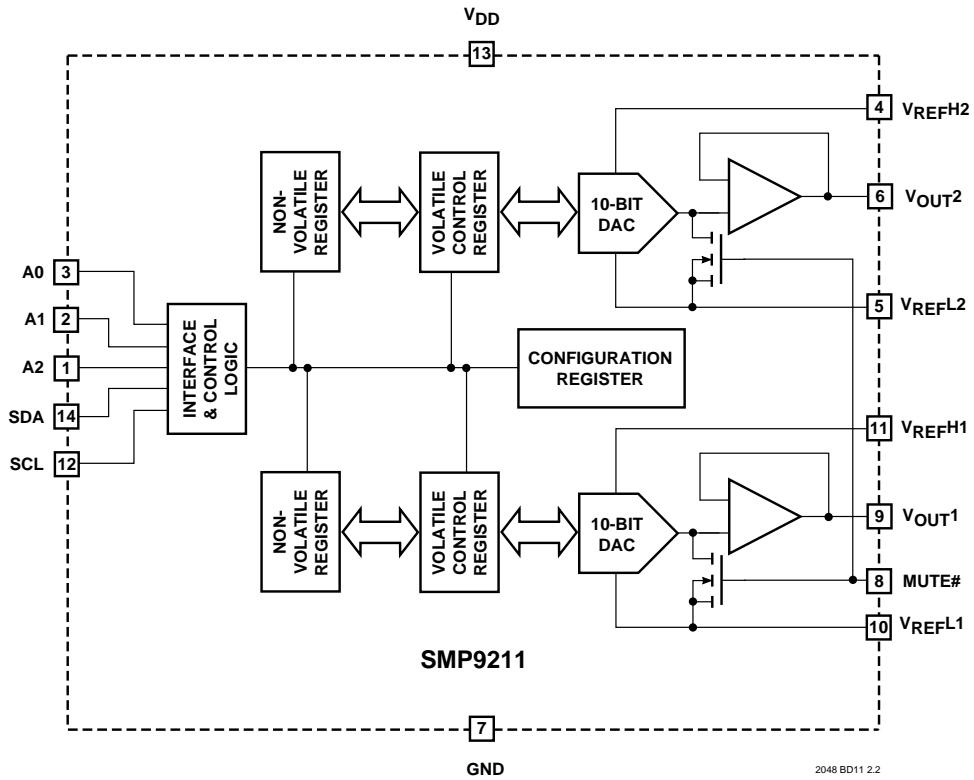 VDD
13
4 VREFH2
NON-
VOLATILE
REGISTER
VOLATILE
CONTROL
REGISTER
10-BIT
DAC
6 VOUT2
A0 3
5 VREFL2
A1 2
A2 1
SDA 14
SCL 12
INTERFACE
& CONTROL
LOGIC
CONFIGURATION
REGISTER
11 VREFH1
NON-
VOLATILE
REGISTER
VOLATILE
CONTROL
REGISTER
10-BIT
DAC
9 VOUT1
8 MUTE#
10 VREFL1
SMP9211
7
GND
2048 BD11 2.2